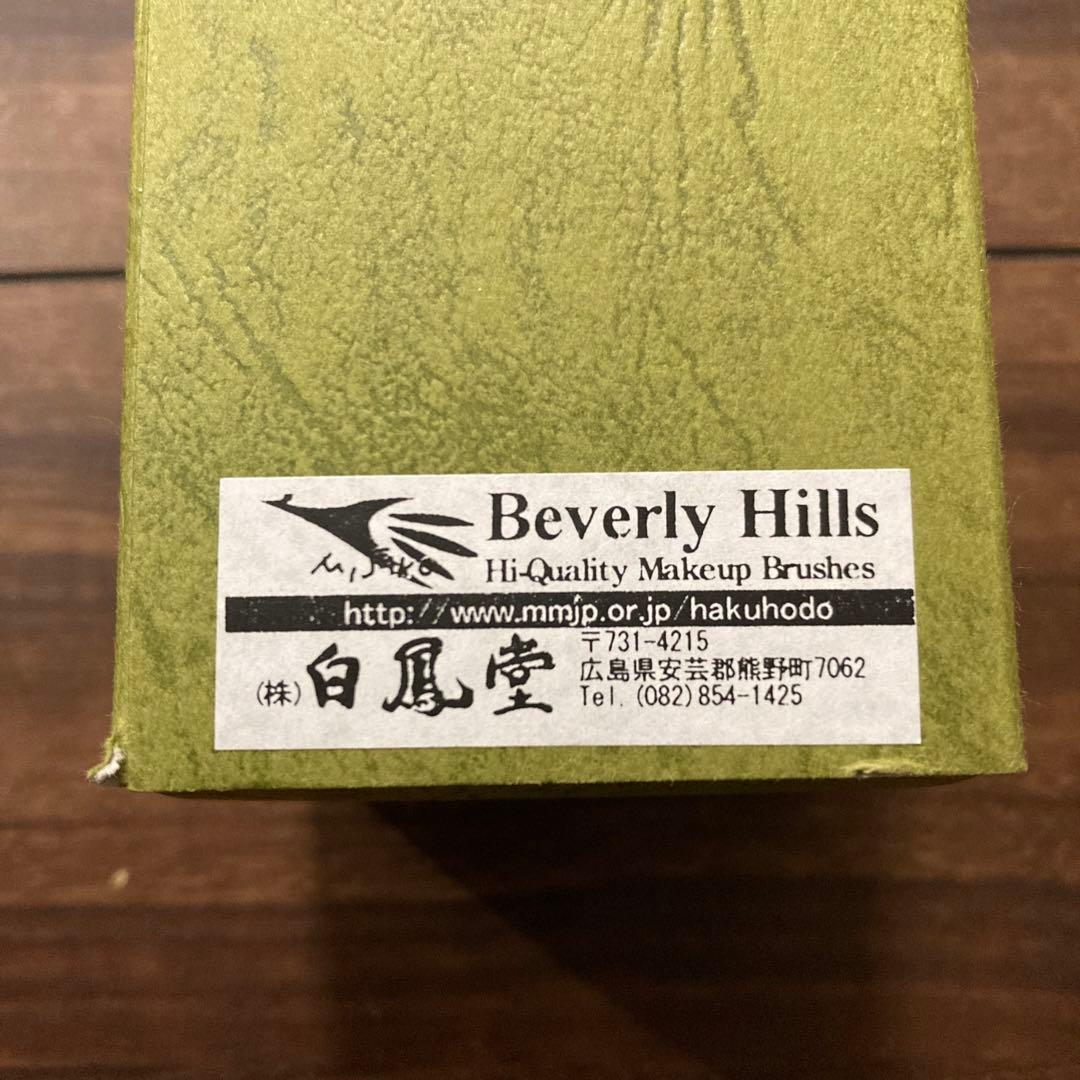 Misako
Beverly Hills
Hi-Quality Makeup Brushes
http://www.mmjp.or.jp/hakuhodo
(株)白鳳堂
〒731-4215
広島県安芸郡熊野町7062
Tel. (082)854-1425